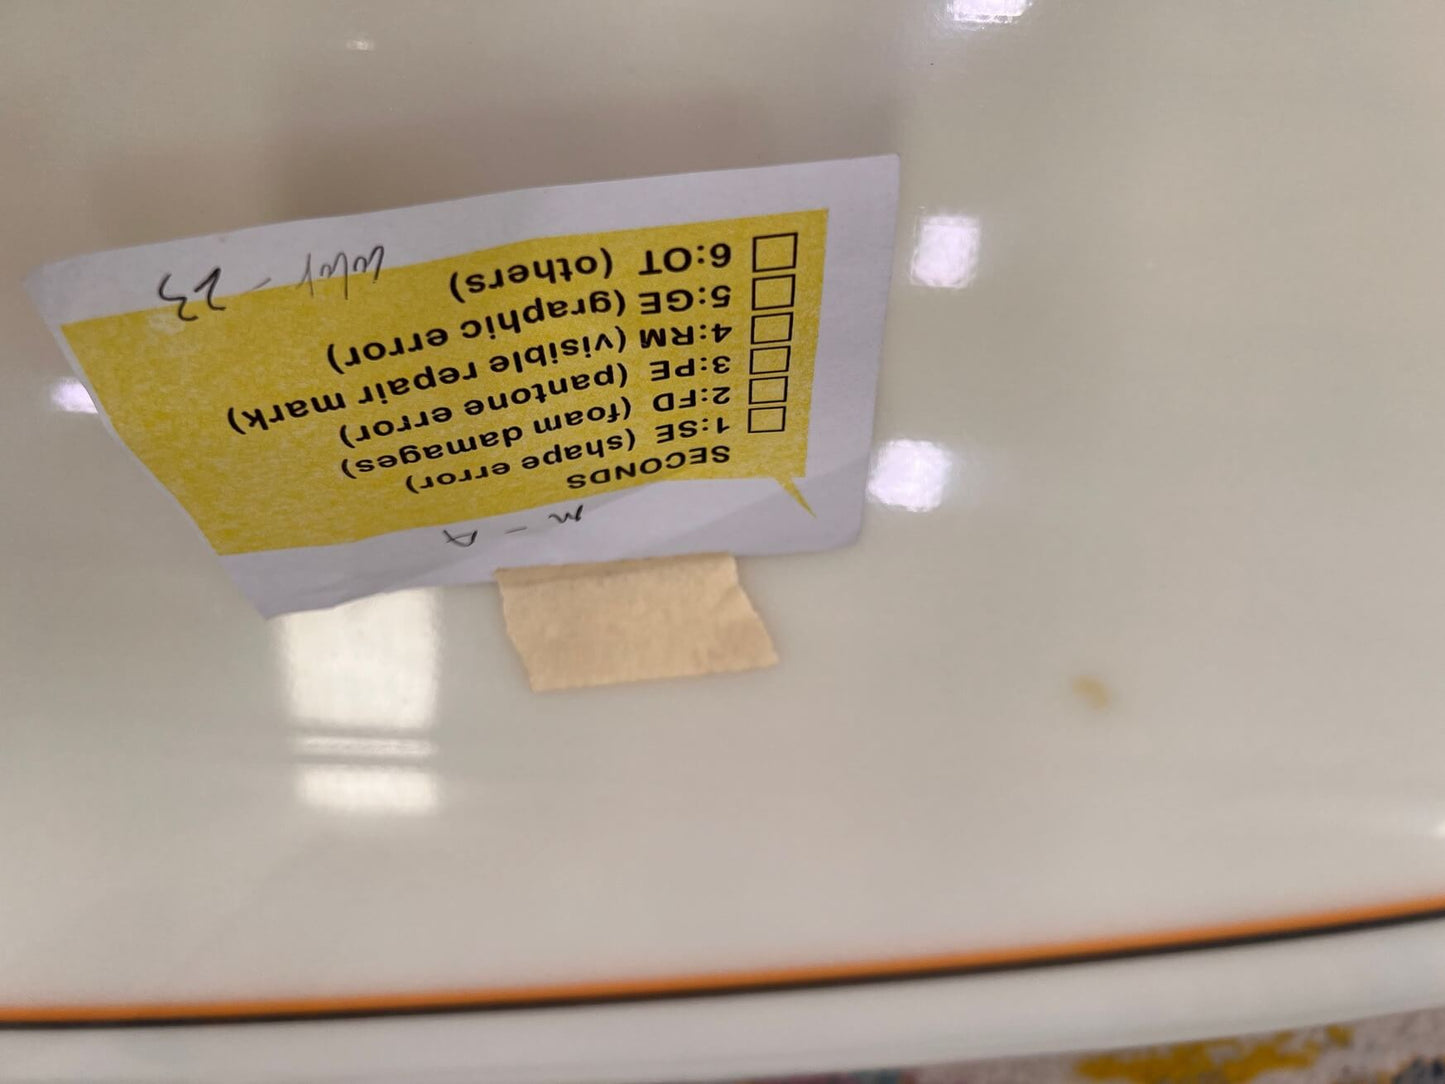 M - A
SECONDS
1:SE (shape error)
2:FD (foam damages)
3:PE (pantone error)
4:RM (visible repair mark)
5:GE (graphic error)
6:OT (others)
- 23